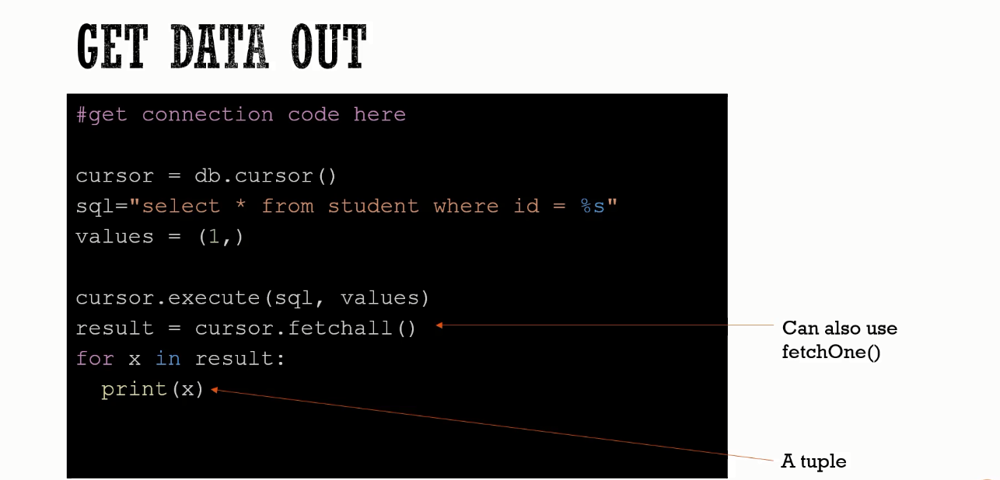 GET DATA OUT
#get connection code here
cursor = db.cursor()
sql="select * from student where id = %s"
values = (1,)
cursor.execute(sql, values)
result = cursor.fetchall()
for x in result:
  print(x)
Can also use
fetchOne()
A tuple